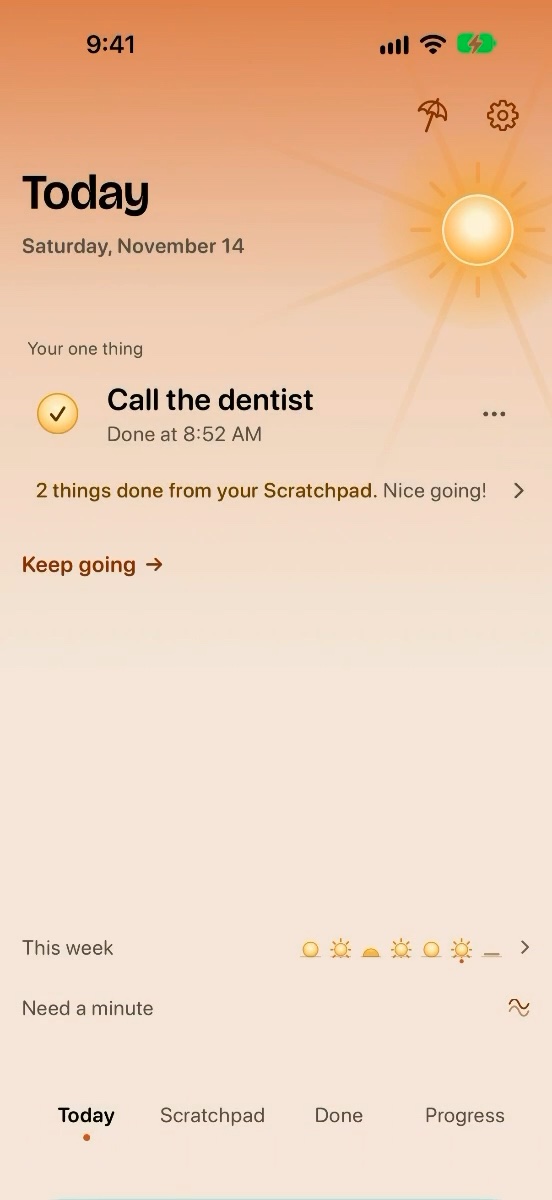 9:41
Today
Saturday, November 14
Your one thing
Call the dentist
Done at 8:52 AM
2 things done from your Scratchpad. Nice going!
Keep going →
This week
Need a minute
Today Scratchpad Done Progress